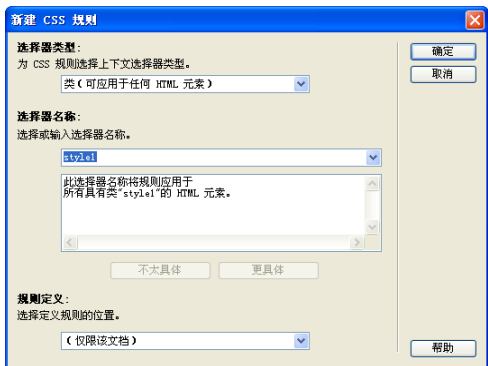 新建 CSS 规则
选择器类型：
确定
为 CSS 规则选择上下文选择器类型。
取消
类（可应用于任何 HTML 元素）
选择器名称：
选择或输入选择器名称。
style1
此选择器名称将规则应用于
所有具有类“style1”的 HTML 元素。
不太具体
更具体
规则定义：
选择定义规则的位置。
（仅限该文档）
帮助